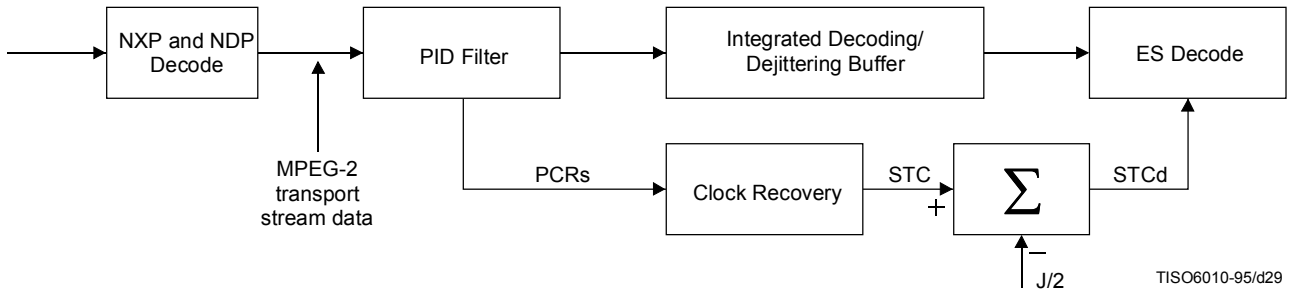 NXP and NDP
Decode
PID Filter
Integrated Decoding/
Dejittering Buffer
ES Decode
MPEG-2
transport
stream data
PCRs
Clock Recovery
STC
+
Σ
STCd
−
J/2
TISO6010-95/d29